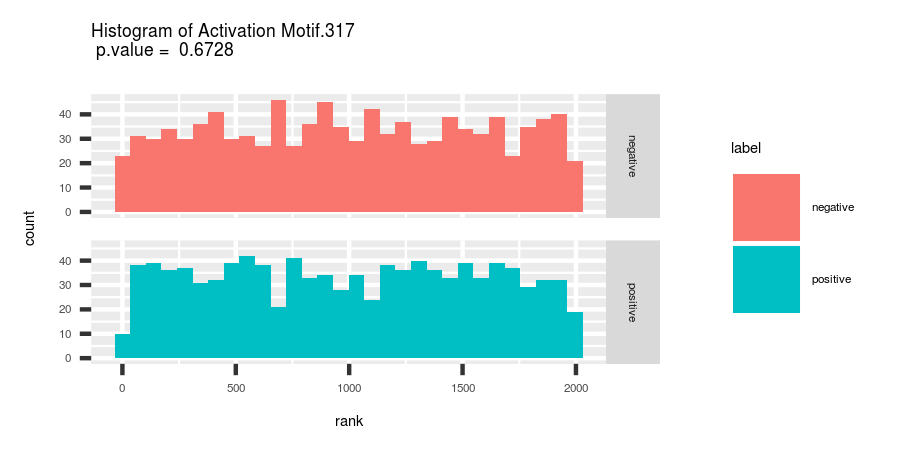 Histogram of Activation Motif.317
p.value =  0.6728
count
40
30
20
10
0
negative
40
30
20
10
0
positive
0 500 1000 1500 2000
rank
label
negative
positive